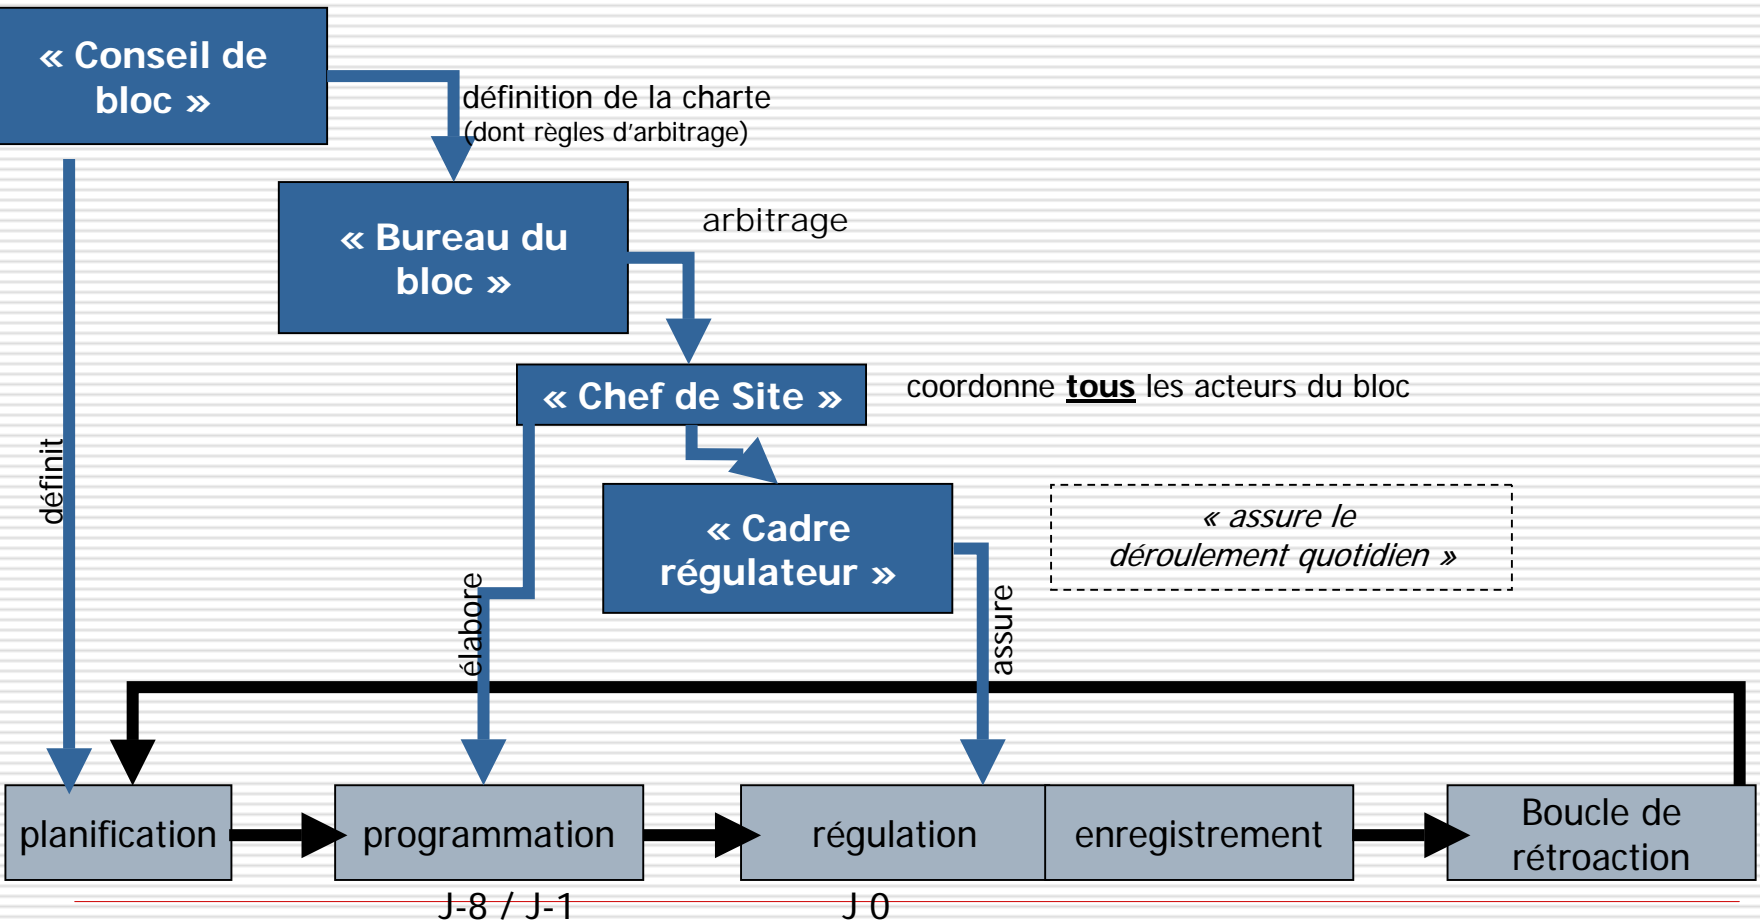 « Conseil de
bloc »
définition de la charte
(dont règles d’arbitrage)
« Bureau du
bloc »
arbitrage
« Chef de Site »
coordonne tous les acteurs du bloc
définit
« Cadre
régulateur »
« assure le
déroulement quotidien »
élabore
assure
planification
programmation
régulation
enregistrement
Boucle de
rétroaction
J-8 / J-1
J 0